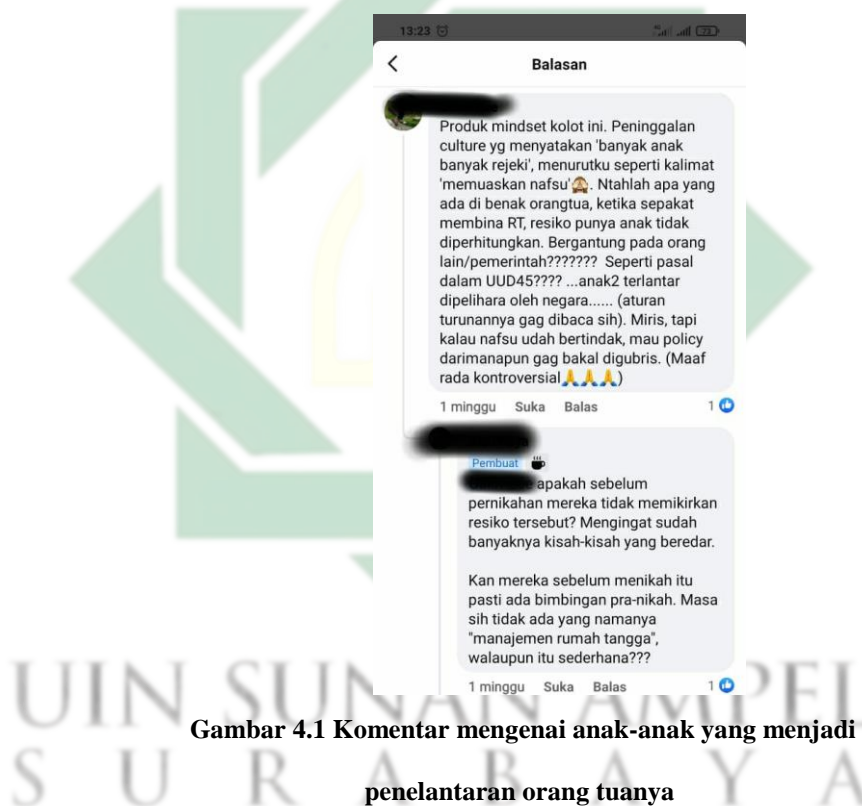 13:23
Balasan
Produk mindset kolot ini. Peninggalan
culture yg menyatakan 'banyak anak
banyak rejeki', menurutku seperti kalimat
'memuaskan nafsu'🙈. Ntahlah apa yang
ada di benak orangtua, ketika sepakat
membina RT, resiko punya anak tidak
diperhitungkan. Bergantung pada orang
lain/pemerintah??????? Seperti pasal
dalam UUD45???? ...anak2 terlantar
dipelihara oleh negara...... (aturan
turunannya gag dibaca sih). Miris, tapi
kalau nafsu udah bertindak, mau policy
darimanapun gag bakal digubris. (Maaf
rada kontroversial🙏🙏🙏)
1 minggu Suka Balas 1
Pembuat
apakah sebelum
pernikahan mereka tidak memikirkan
resiko tersebut? Mengingat sudah
banyaknya kisah-kisah yang beredar.
Kan mereka sebelum menikah itu
pasti ada bimbingan pra-nikah. Masa
sih tidak ada yang namanya
"manajemen rumah tangga",
walaupun itu sederhana???
1 minggu Suka Balas 1
UIN SUNAN AMPEL
Gambar 4.1 Komentar mengenai anak-anak yang menjadi
S U R A B A Y A
penelantaran orang tuanya